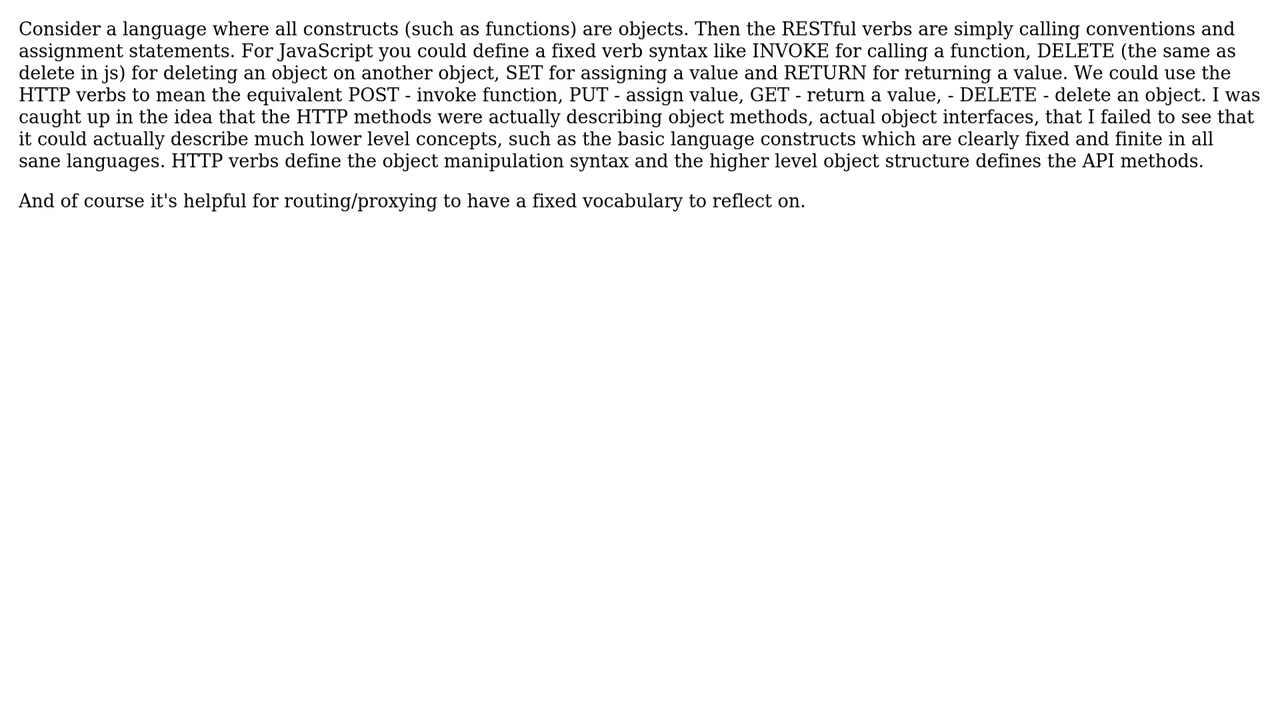 Consider a language where all constructs (such as functions) are objects. Then the RESTful verbs are simply calling conventions and
assignment statements. For JavaScript you could define a fixed verb syntax like INVOKE for calling a function, DELETE (the same as
delete in js) for deleting an object on another object, SET for assigning a value and RETURN for returning a value. We could use the
HTTP verbs to mean the equivalent POST - invoke function, PUT - assign value, GET - return a value, - DELETE - delete an object. I was
caught up in the idea that the HTTP methods were actually describing object methods, actual object interfaces, that I failed to see that
it could actually describe much lower level concepts, such as the basic language constructs which are clearly fixed and finite in all
sane languages. HTTP verbs define the object manipulation syntax and the higher level object structure defines the API methods.
And of course it's helpful for routing/proxying to have a fixed vocabulary to reflect on.